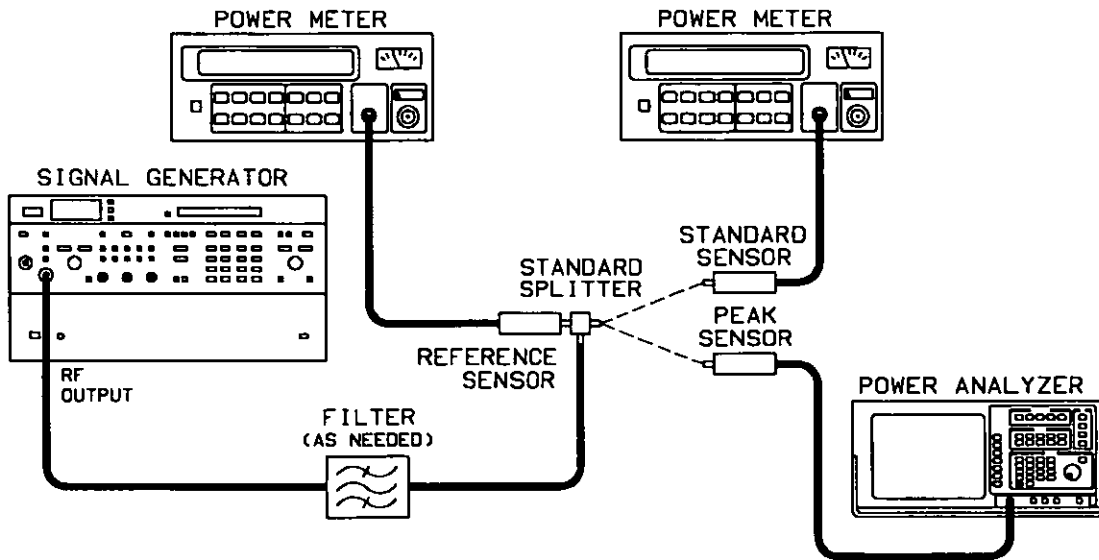 POWER METER
POWER METER
SIGNAL GENERATOR
STANDARD
SENSOR
STANDARD
SPLITTER
PEAK
SENSOR
REFERENCE
SENSOR
RF
OUTPUT
POWER ANALYZER
FILTER
(AS NEEDED)